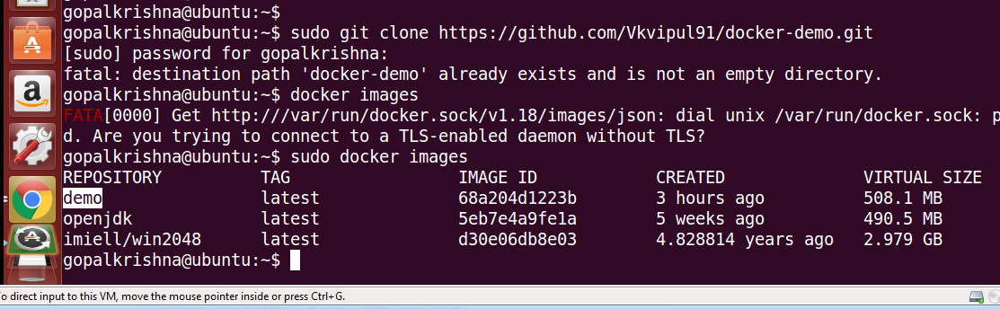 gopalkrishna@ubuntu:~$
gopalkrishna@ubuntu:~$ sudo git clone https://github.com/Vkvipul91/docker-demo.git
[sudo] password for gopalkrishna:
fatal: destination path 'docker-demo' already exists and is not an empty directory.
gopalkrishna@ubuntu:~$ docker images
FATA[0000] Get http:///var/run/docker.sock/v1.18/images/json: dial unix /var/run/docker.sock: p
d. Are you trying to connect to a TLS-enabled daemon without TLS?
gopalkrishna@ubuntu:~$ sudo docker images
REPOSITORY TAG IMAGE ID CREATED VIRTUAL SIZE
demo latest 68a204d1223b 3 hours ago 508.1 MB
openjdk latest 5eb7e4a9fe1a 5 weeks ago 490.5 MB
imiell/win2048 latest d30e06db8e03 4.828814 years ago 2.979 GB
gopalkrishna@ubuntu:~$
o direct input to this VM, move the mouse pointer inside or press Ctrl+G.